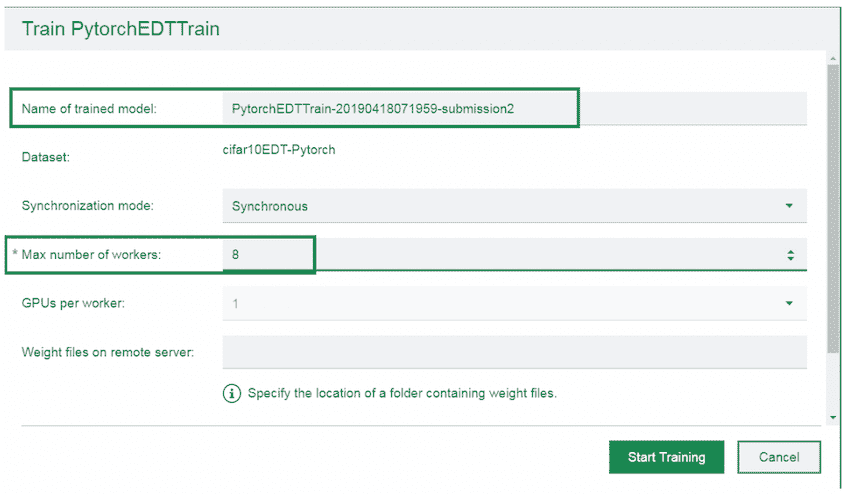 Train PytorchEDTTrain
Name of trained model: PytorchEDTTrain-20190418071959-submission2
Dataset: cifar10EDT-Pytorch
Synchronization mode: Synchronous
* Max number of workers: 8
GPUs per worker: 1
Weight files on remote server:
Specify the location of a folder containing weight files.
Start Training Cancel